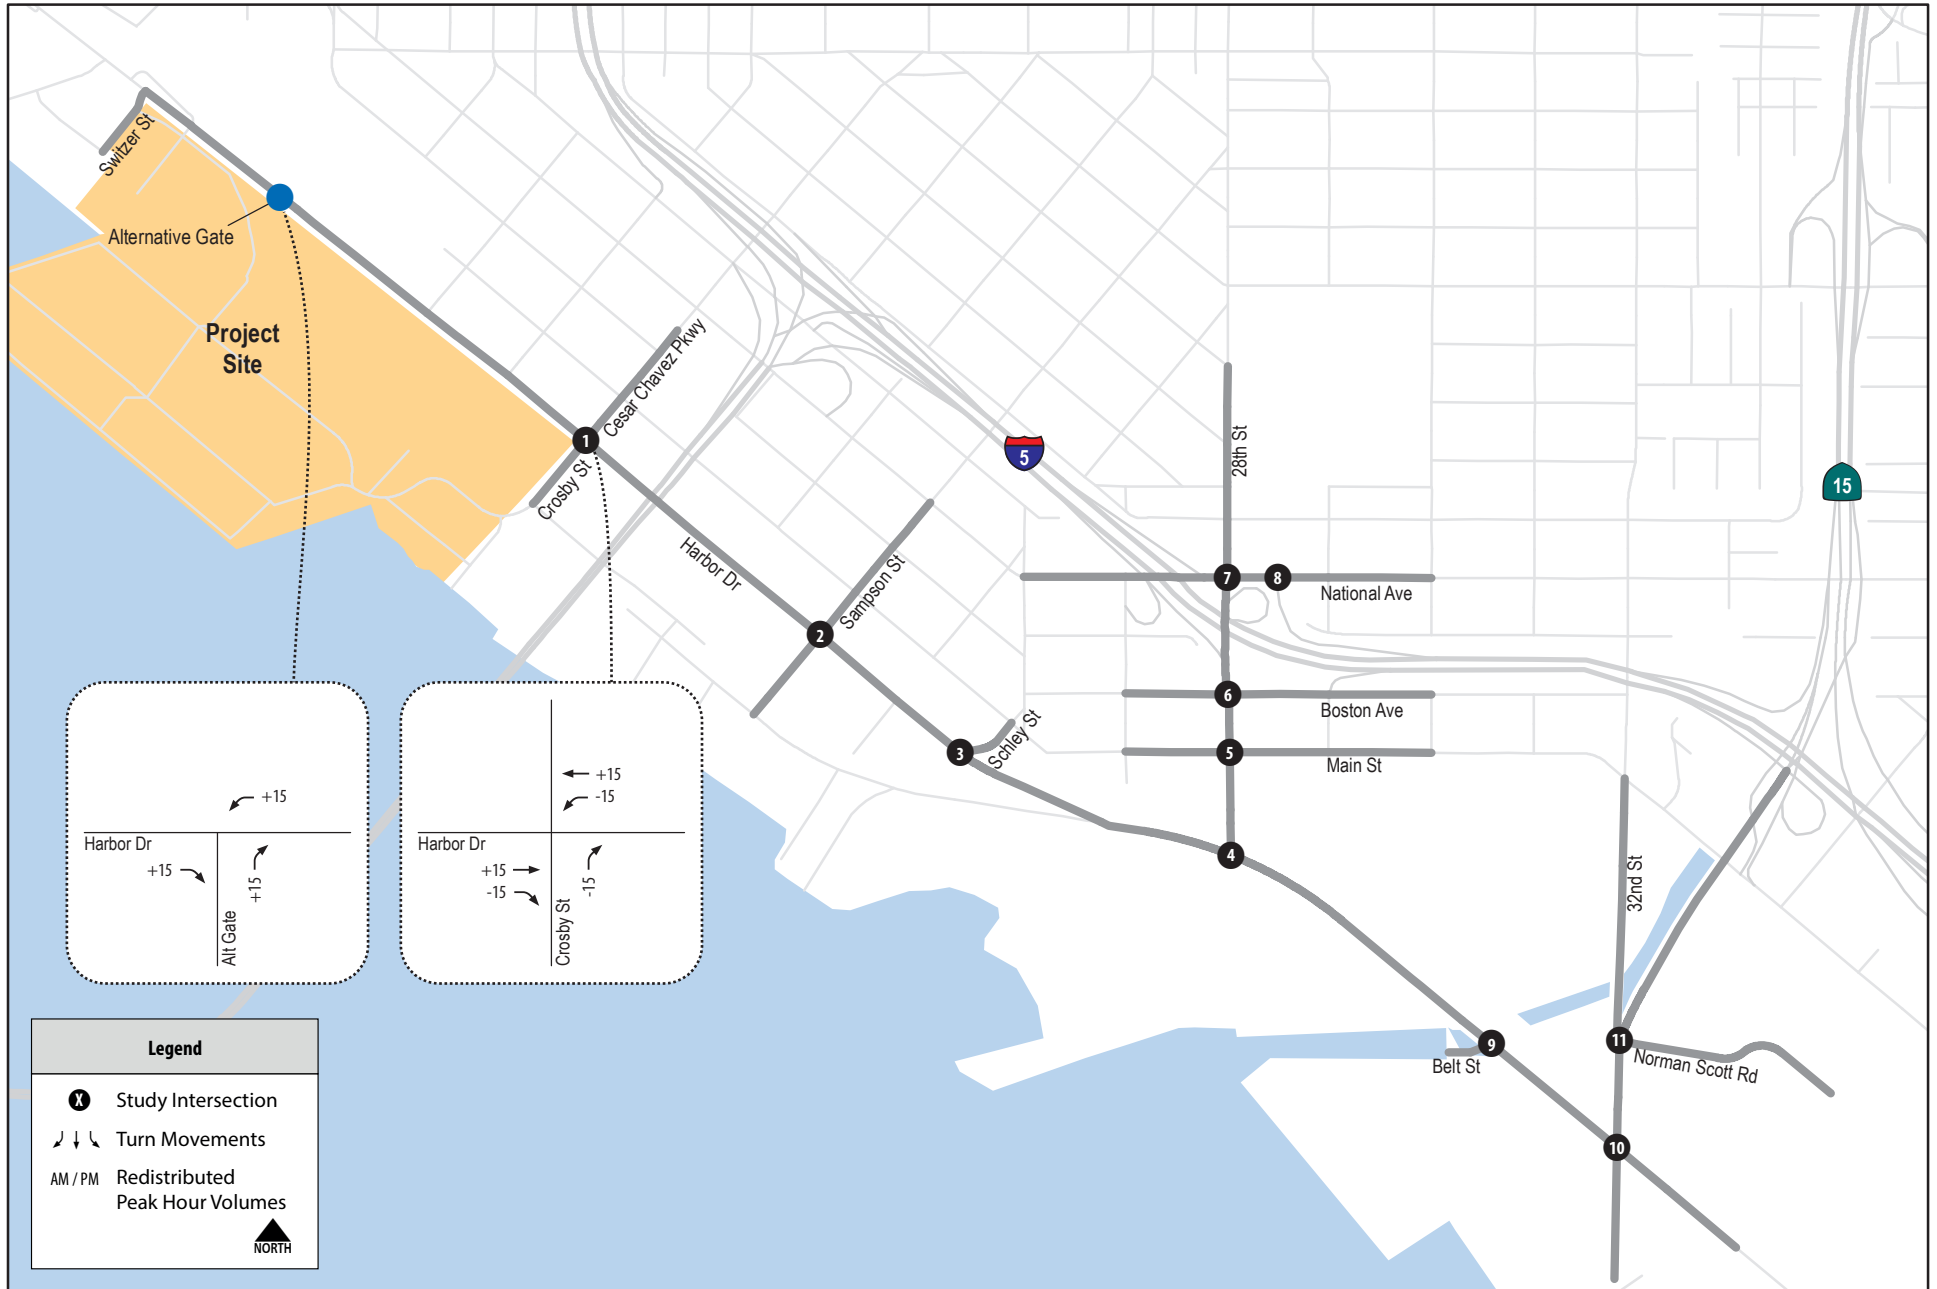 Switzer St
Alternative Gate
Project
Site
Cesar Chavez Pkwy
1
Crosby St
Harbor Dr
5
15
28th St
Sampson St
2
7
8
National Ave
6
Boston Ave
3
Schley St
5
Main St
4
32nd St
9
Belt St
11
Norman Scott Rd
10
+15
Harbor Dr
+15
+15
Alt Gate
+15
-15
Harbor Dr
+15
-15
-15
Crosby St
Legend
X Study Intersection
Turn Movements
AM / PM Redistributed
Peak Hour Volumes
NORTH